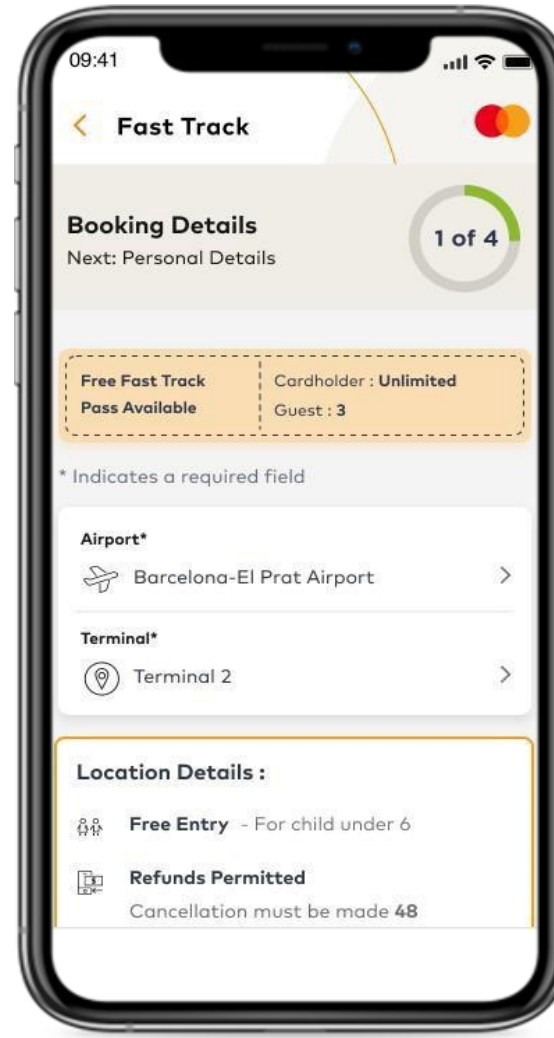 09:41
Fast Track
Booking Details
Next: Personal Details
1 of 4
Free Fast Track
Pass Available
Cardholder : Unlimited
Guest : 3
* Indicates a required field
Airport*
Barcelona-El Prat Airport
Terminal*
Terminal 2
Location Details :
Free Entry - For child under 6
Refunds Permitted
Cancellation must be made 48